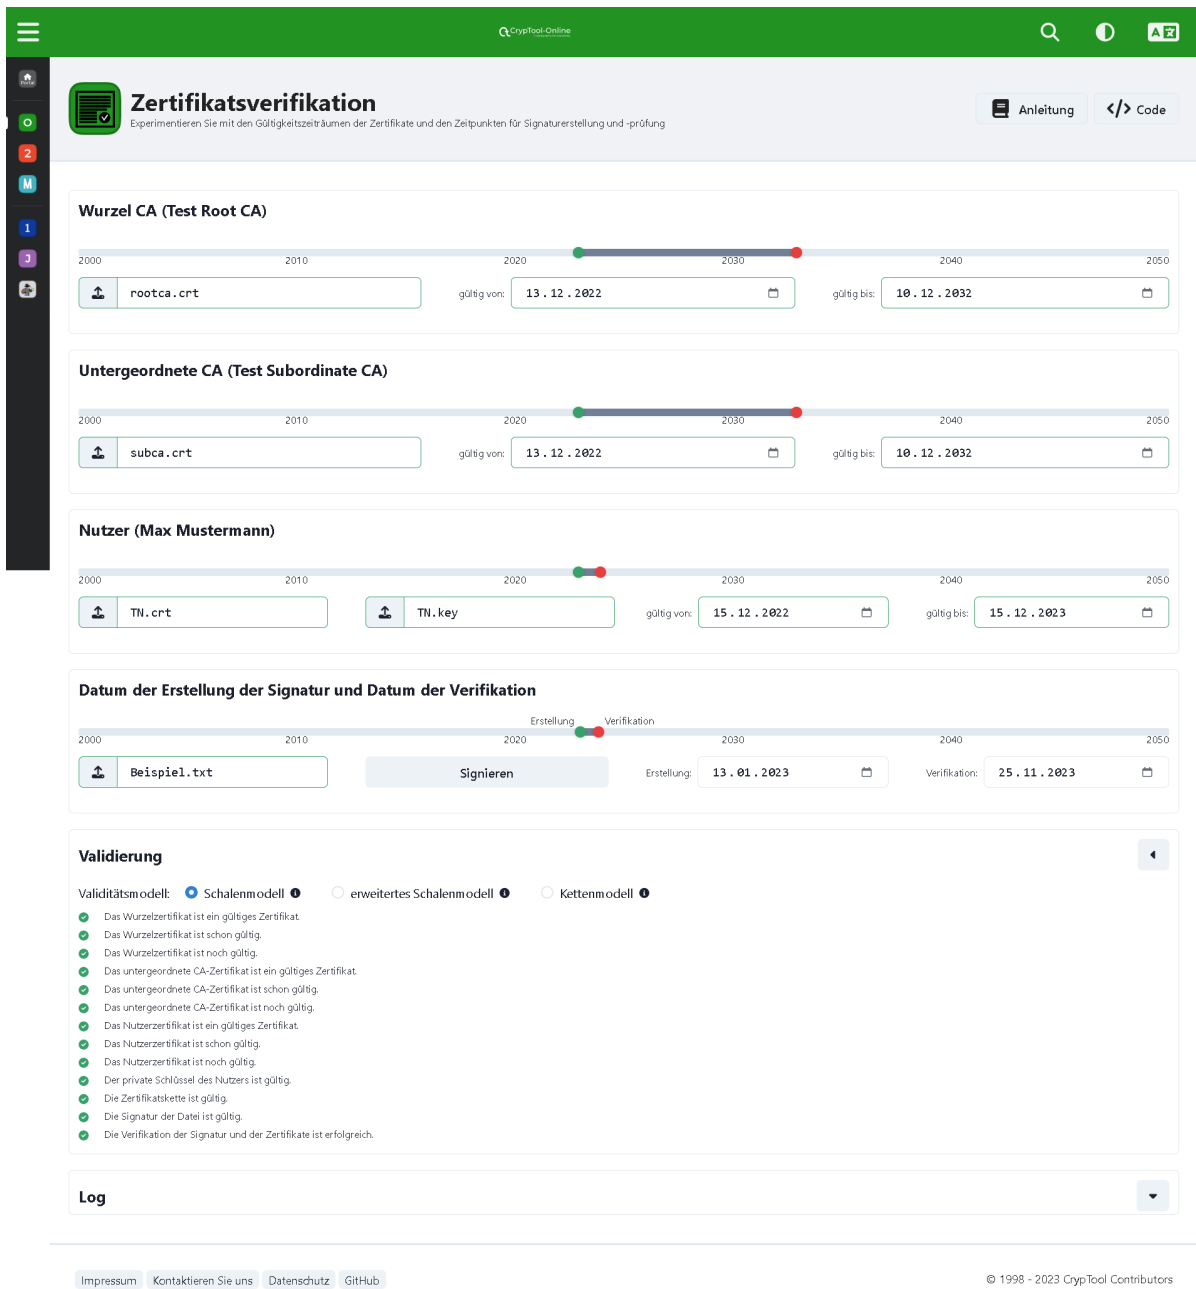 CrypTool-Online
Portal
O
2
M
1
J
Zertifikatsverifikation
Experimentieren Sie mit den Gültigkeitszeiträumen der Zertifikate und den Zeitpunkten für Signaturerstellung und -prüfung
Anleitung
Code
Wurzel CA (Test Root CA)
2000 2010 2020 2030 2040 2050
rootca.crt gültig von: 13.12.2022 gültig bis: 10.12.2032
Untergeordnete CA (Test Subordinate CA)
2000 2010 2020 2030 2040 2050
subca.crt gültig von: 13.12.2022 gültig bis: 10.12.2032
Nutzer (Max Mustermann)
2000 2010 2020 2030 2040 2050
TN.crt TN.key gültig von: 15.12.2022 gültig bis: 15.12.2023
Datum der Erstellung der Signatur und Datum der Verifikation
Erstellung Verifikation
2000 2010 2020 2030 2040 2050
Beispiel.txt Signieren Erstellung: 13.01.2023 Verifikation: 25.11.2023
Validierung
Validitätsmodell: Schalenmodell erweitertes Schalenmodell Kettenmodell
Das Wurzelzertifikat ist ein gültiges Zertifikat.
Das Wurzelzertifikat ist schon gültig.
Das Wurzelzertifikat ist noch gültig.
Das untergeordnete CA-Zertifikat ist ein gültiges Zertifikat.
Das untergeordnete CA-Zertifikat ist schon gültig.
Das untergeordnete CA-Zertifikat ist noch gültig.
Das Nutzerzertifikat ist ein gültiges Zertifikat.
Das Nutzerzertifikat ist schon gültig.
Das Nutzerzertifikat ist noch gültig.
Der private Schlüssel des Nutzers ist gültig.
Die Zertifikatskette ist gültig.
Die Signatur der Datei ist gültig.
Die Verifikation der Signatur und der Zertifikate ist erfolgreich.
Log
Impressum Kontaktieren Sie uns Datenschutz GitHub © 1998 - 2023 CrypTool Contributors